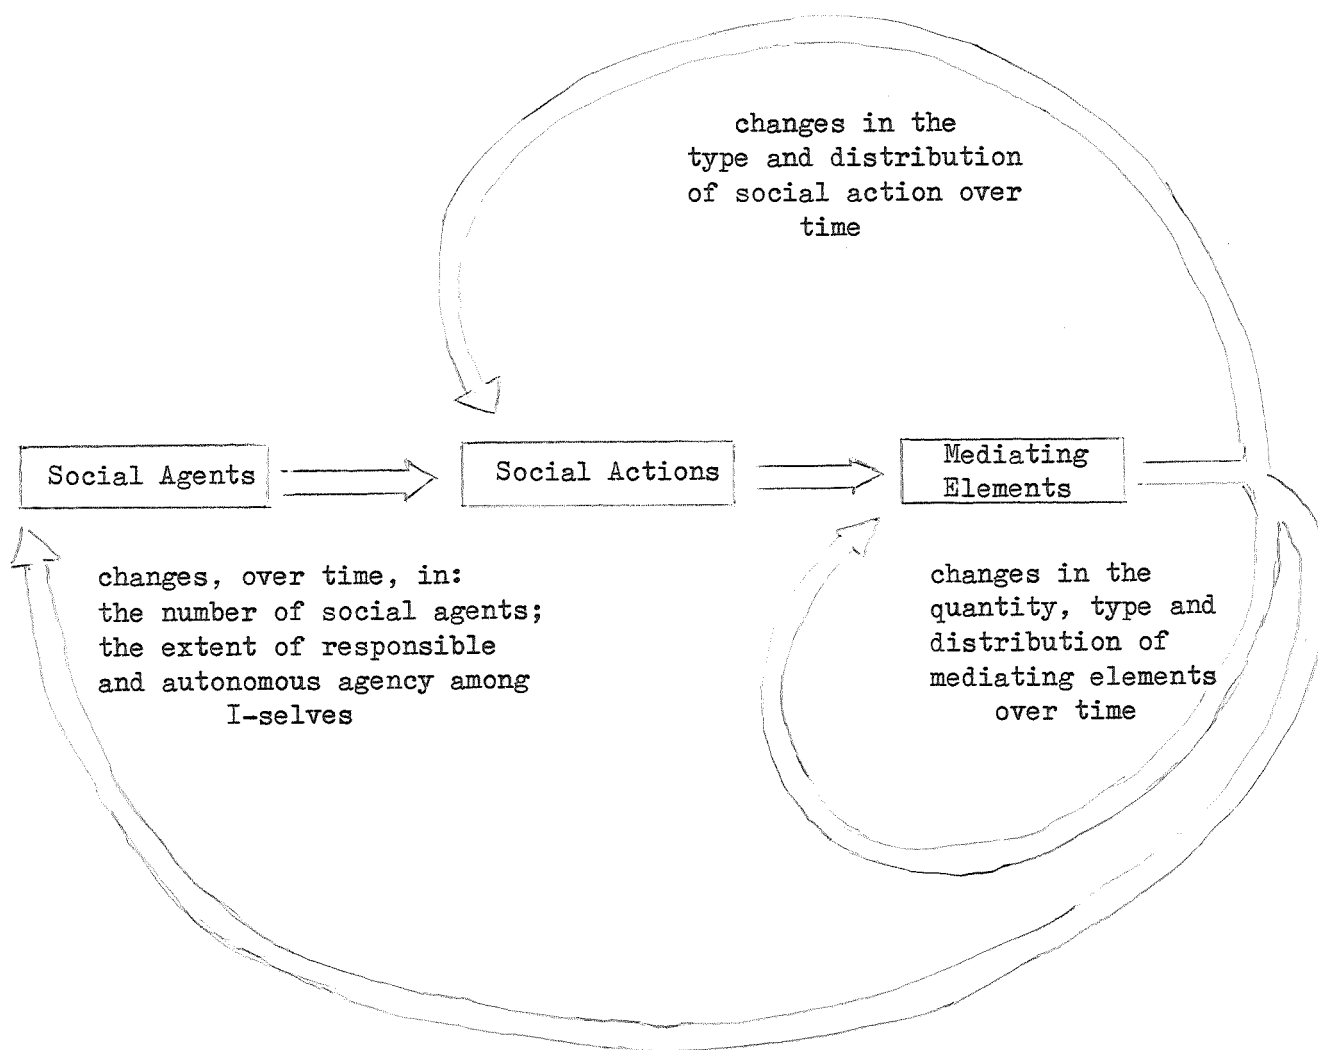 changes in the
type and distribution
of social action over
time
Social Agents
Social Actions
Mediating
Elements
changes, over time, in:
the number of social agents;
the extent of responsible
and autonomous agency among
I-selves
changes in the
quantity, type and
distribution of
mediating elements
over time